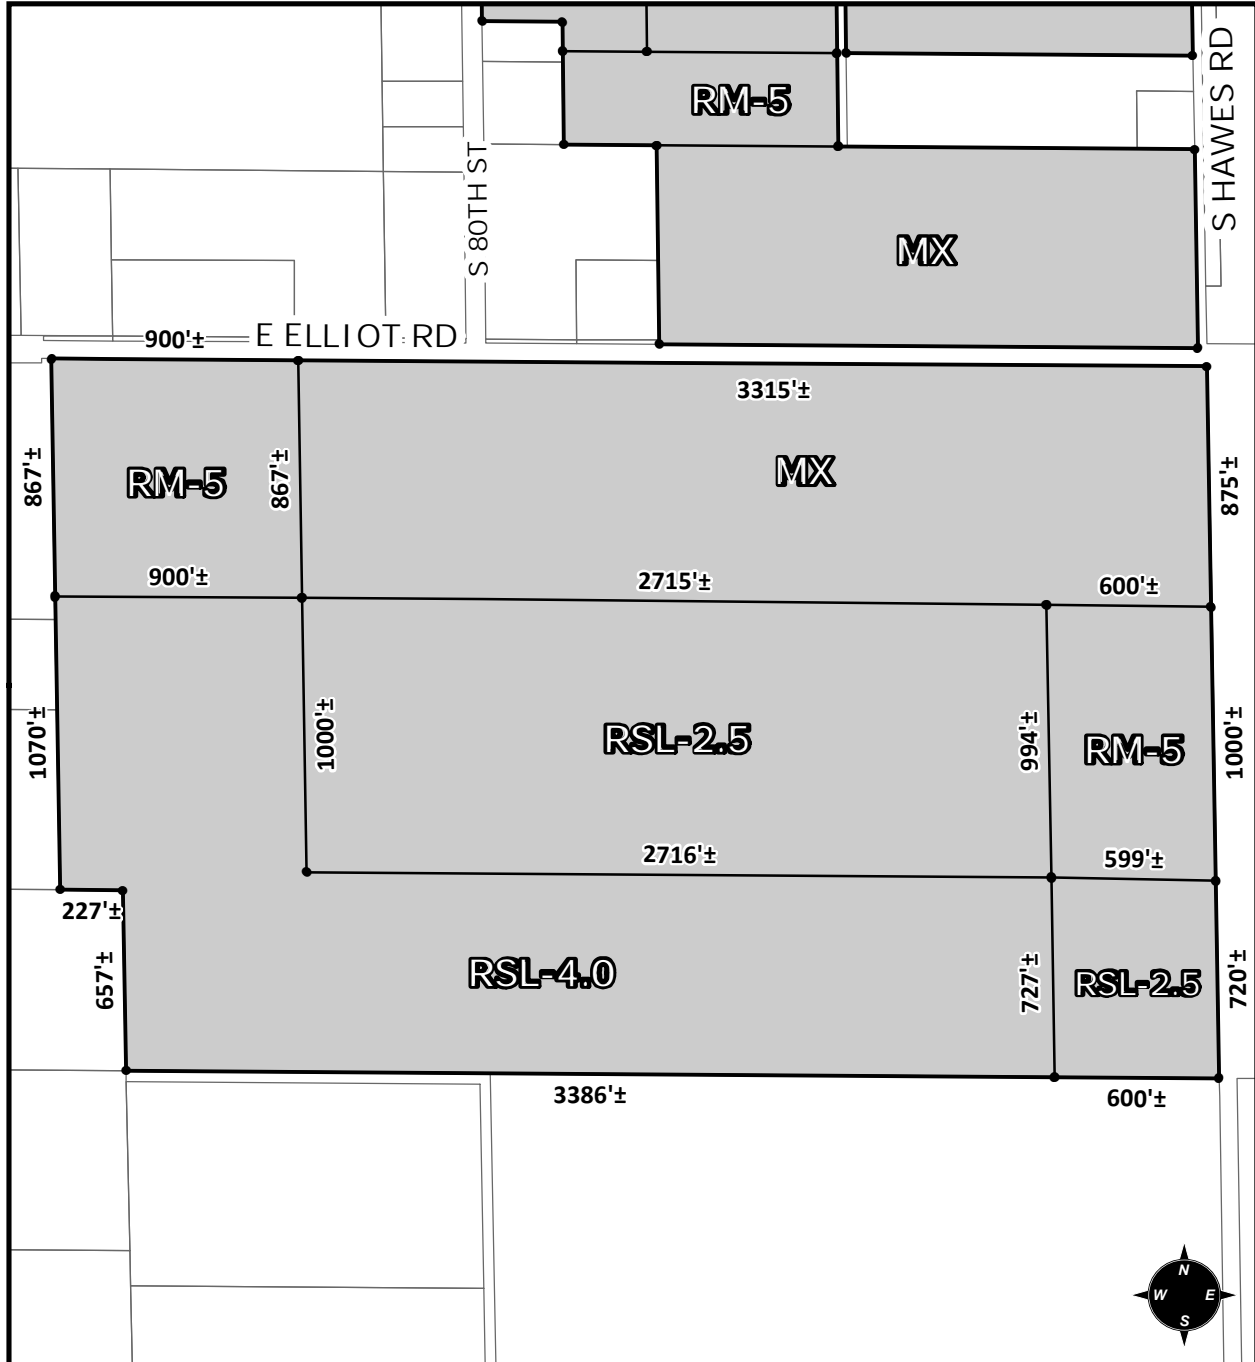 RM-5
S HAWES RD
S 80TH ST
MX
900'±
E ELLIOT RD
3315'±
867'±
RM-5
867'±
MX
875'±
900'±
2715'±
600'±
1070'±
1000'±
RSL-2.5
994'±
RM-5
1000'±
2716'±
599'±
227'±
657'±
RSL-4.0
727'±
RSL-2.5
720'±
3386'±
600'±
N
W E
S